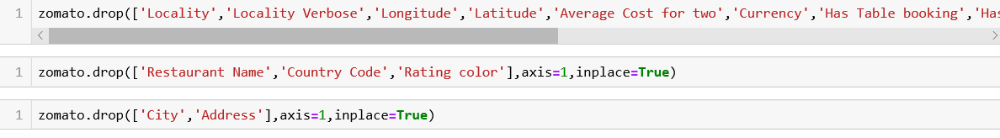 1 zomato.drop(['Locality','Locality Verbose','Longitude','Latitude','Average Cost for two','Currency','Has Table booking','Has
1 zomato.drop(['Restaurant Name','Country Code','Rating color'],axis=1,inplace=True)
1 zomato.drop(['City','Address'],axis=1,inplace=True)